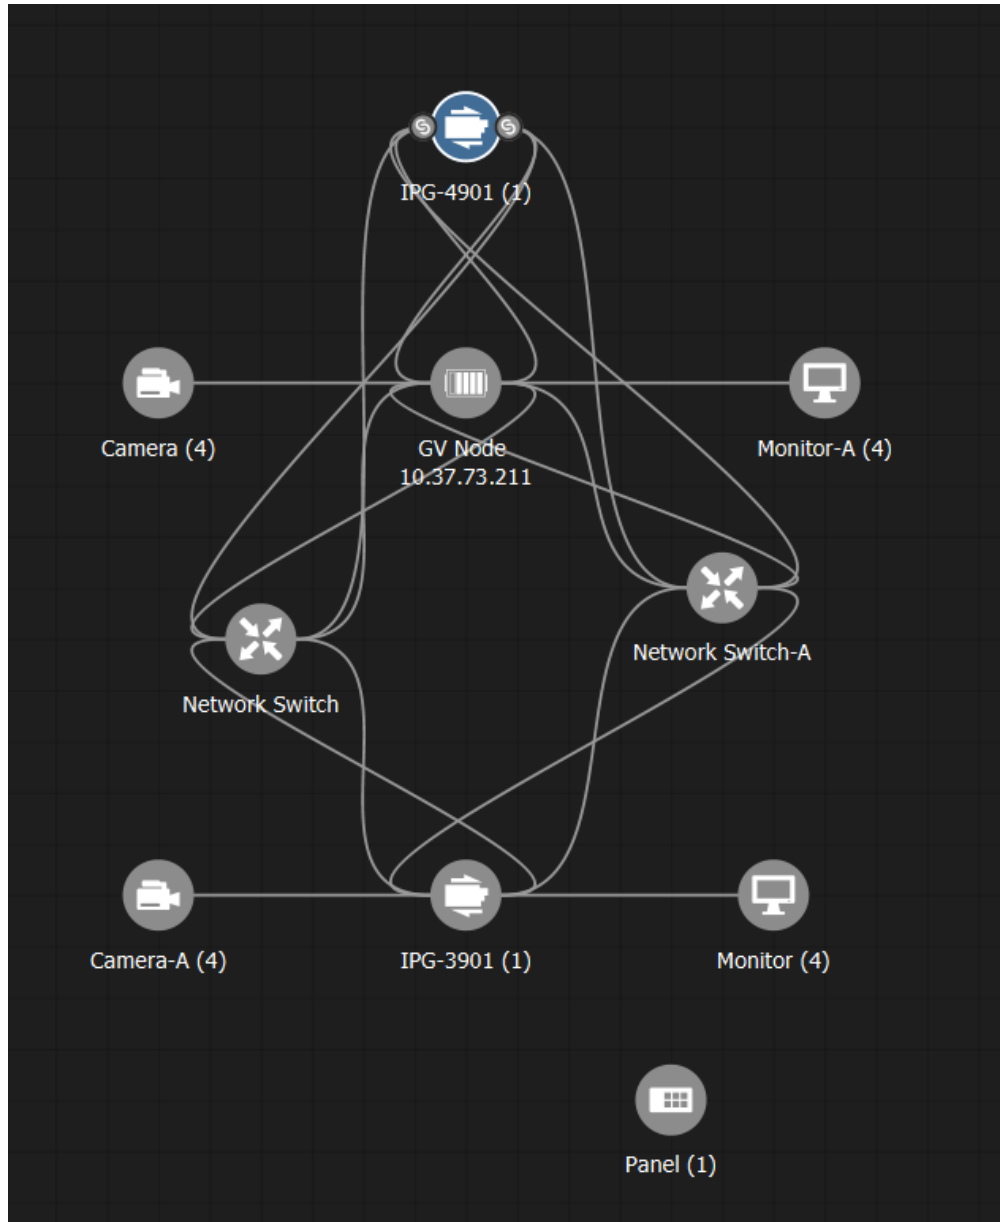 IPG-4901 (1)
Camera (4)
GV Node
10.37.73.211
Monitor-A (4)
Network Switch-A
Network Switch
Camera-A (4)
IPG-3901 (1)
Monitor (4)
Panel (1)